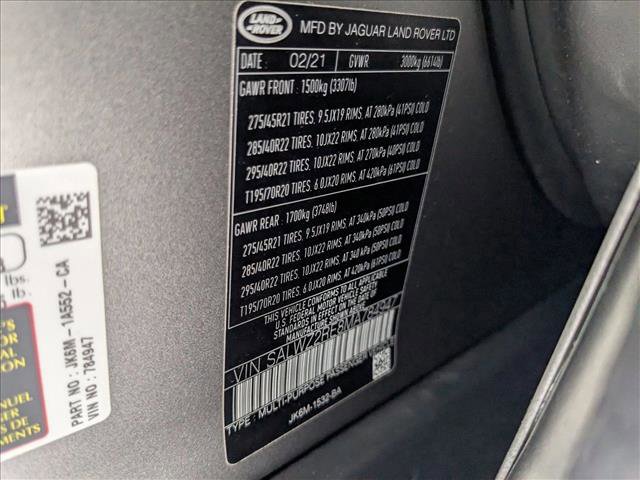 LAND ROVER
MFD BY JAGUAR LAND ROVER LTD
DATE : 02/21 GVWR 3000kg (6614lb)
GAWR FRONT : 1500kg (3307lb)
275/45R21 TIRES, 9.5JX19 RIMS, AT 280kPa (41PSI) COLD
285/40R22 TIRES, 10JX22 RIMS, AT 280kPa (41PSI) COLD
295/40R22 TIRES, 10JX22 RIMS, AT 270kPa (40PSI) COLD
T195/70R20 TIRES, 6.0JX20 RIMS, AT 420kPa (61PSI) COLD
GAWR REAR : 1700kg (3748lb)
275/45R21 TIRES, 9.5JX19 RIMS, AT 340kPa (50PSI) COLD
285/40R22 TIRES, 10JX22 RIMS, AT 340kPa (50PSI) COLD
295/40R22 TIRES, 10JX22 RIMS, AT 340 kPa (50PSI) COLD
T195/70R20 TIRES, 6.0JX20 RIMS, AT 420kPa (61PSI) COLD
THIS VEHICLE CONFORMS TO ALL APPLICABLE
FEDERAL MOTOR VEHICLE SAFETY
STANDARDS IN EFFECT ON THE DATE OF
MANUFACTURE SHOWN ABOVE
TYPE : MULTI-PURPOSE PASSENGER
JK6M-1532-BA
lbs.
PART NO : JK6M - 1A552 - CA
VIN NO : 784947
NUEL
DE
MENTS